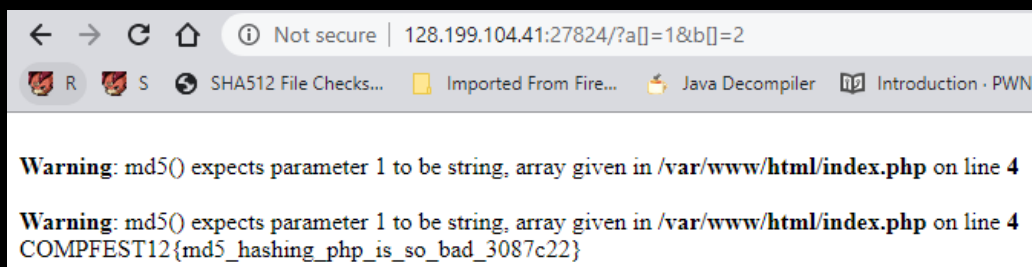 Not secure | 128.199.104.41:27824/?a[]=1&b[]=2
R S SHA512 File Checks... Imported From Fire... Java Decompiler Introduction · PWN
Warning: md5() expects parameter 1 to be string, array given in /var/www/html/index.php on line 4
Warning: md5() expects parameter 1 to be string, array given in /var/www/html/index.php on line 4
COMPFEST12{md5_hashing_php_is_so_bad_3087c22}